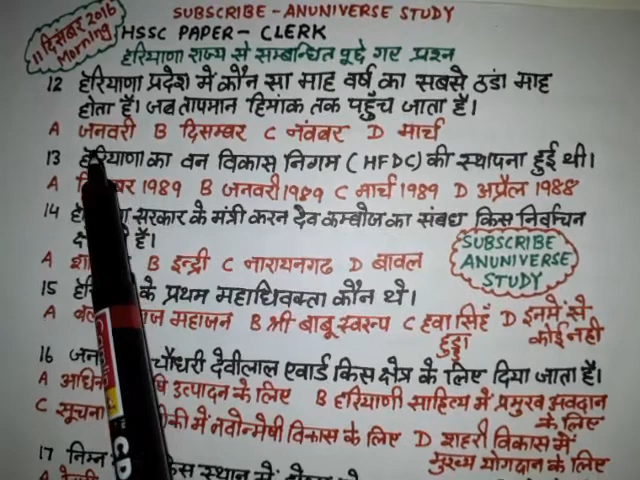 SUBSCRIBE - ANUNIVERSE STUDY
11 दिसंबर 2016
Morning
HSSC PAPER - CLERK
हरियाणा राज्य से सम्बन्धित पूछे गए प्रश्न
12 हरियाणा प्रदेश में कौन सा माह वर्ष का सबसे ठंडा माह
होता है। जब तापमान हिमांक तक पहुँच जाता है।
A जनवरी B दिसम्बर C नंवबर D मार्च
13 हरियाणा का वन विकास निगम (HFDC) की स्थापना हुई थी।
A 1989 B जनवरी 1989 C मार्च 1989 D अप्रैल 1988
14 सरकार के मंत्री करन देव कम्बोज का संबध किस निर्वाचन
है।
A B इन्द्री C नारायनगढ D बावल
SUBSCRIBE
ANUNIVERSE
STUDY
15 के प्रथम महाधिवक्ता कौन थे।
A महाजन B श्री बाबू स्वरुप C हवा सिहँ हुड्डा D इनमें से कोई नही
16 चौधरी देवीलाल एवार्ड किस क्षेत्र के लिए दिया जाता है।
A उत्पादन के लिए B हरियाणी साहित्य में प्रमुख अवदान के लिए
C सूचना में नवोन्मेषी विकास के लिए D शहरी विकास में मुख्य योगदान के लिए
17 निम्न किस स्थान में
CD